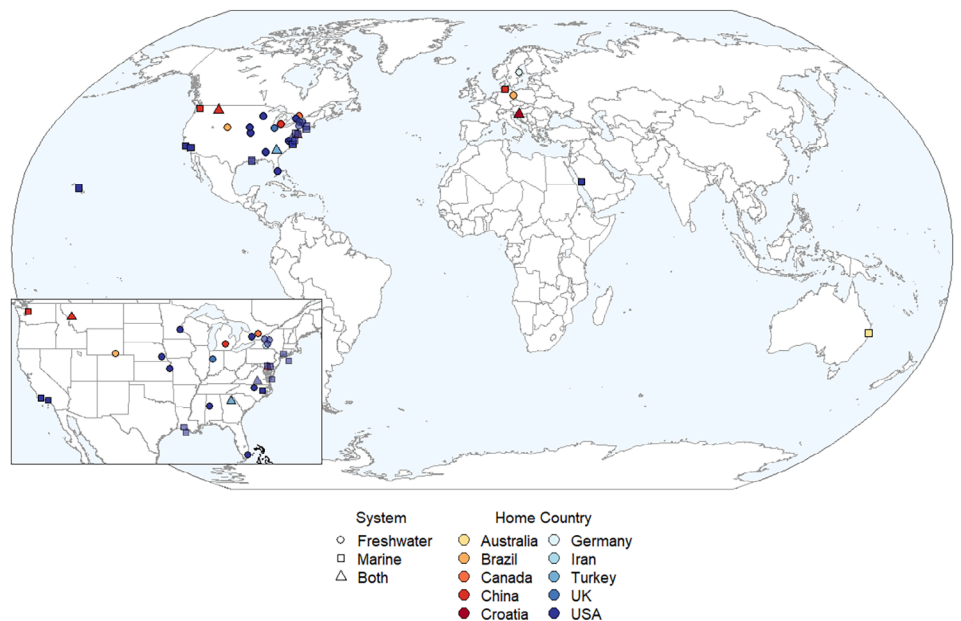 System
Freshwater
Marine
Both
Home Country
Australia
Brazil
Canada
China
Croatia
Germany
Iran
Turkey
UK
USA